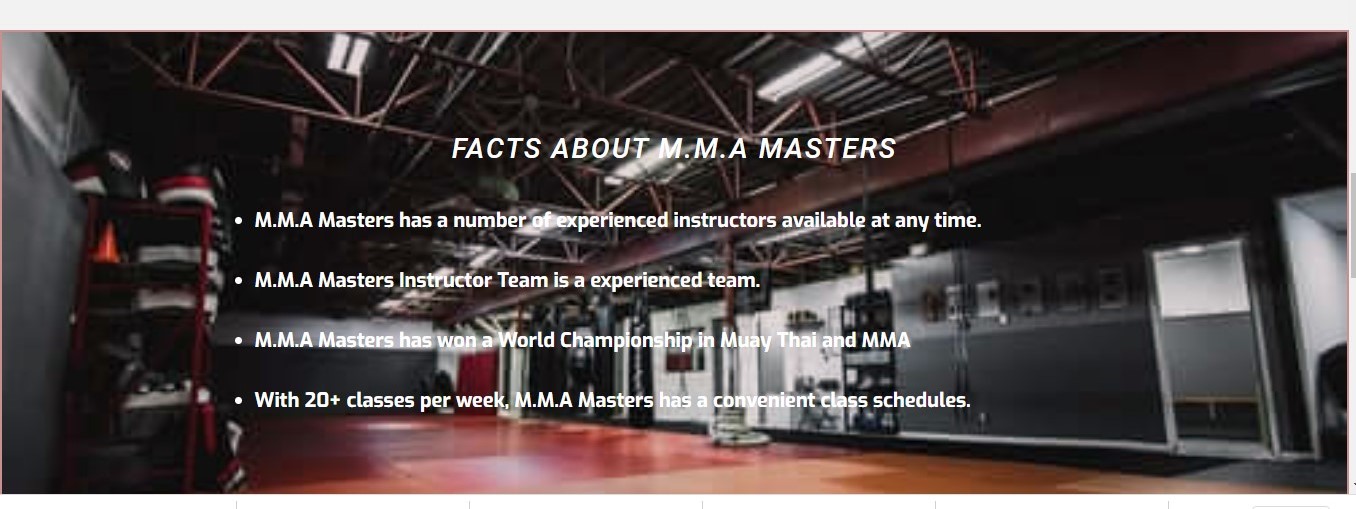 FACTS ABOUT M.M.A MASTERS
M.M.A Masters has a number of experienced instructors available at any time.
M.M.A Masters Instructor Team is a experienced team.
M.M.A Masters has won a World Championship in Muay Thai and MMA
With 20+ classes per week, M.M.A Masters has a convenient class schedules.